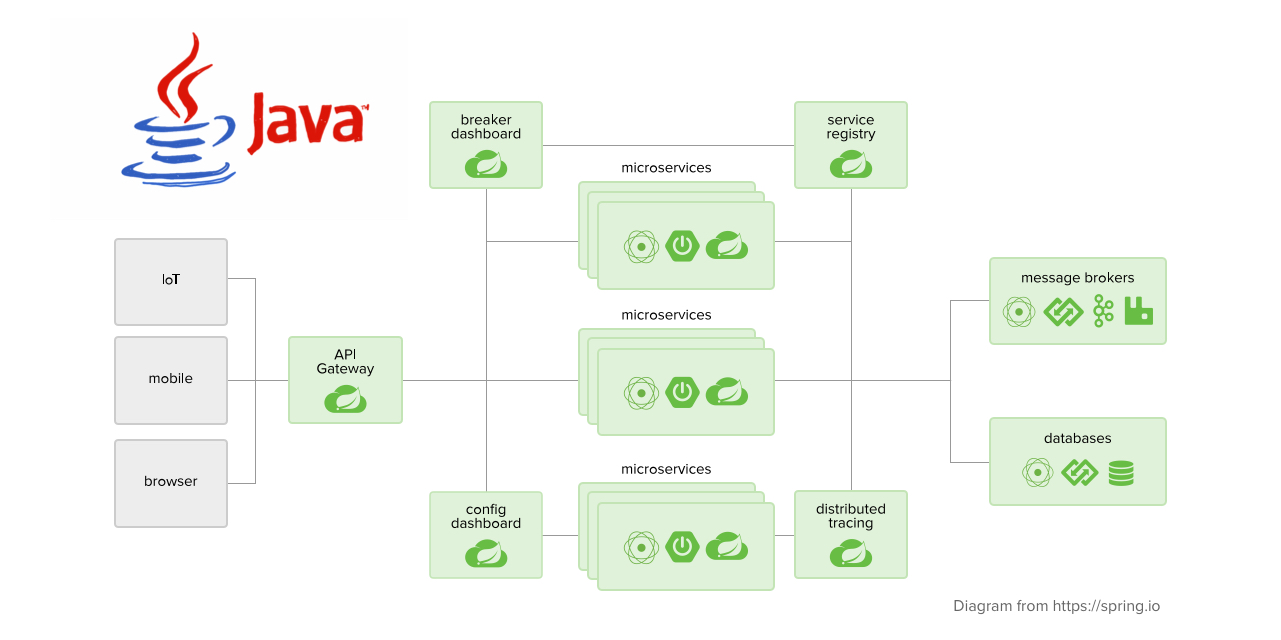 Java™
breaker
dashboard
service
registry
microservices
IoT
message brokers
microservices
API
Gateway
mobile
databases
microservices
browser
config
dashboard
distributed
tracing
Diagram from https://spring.io